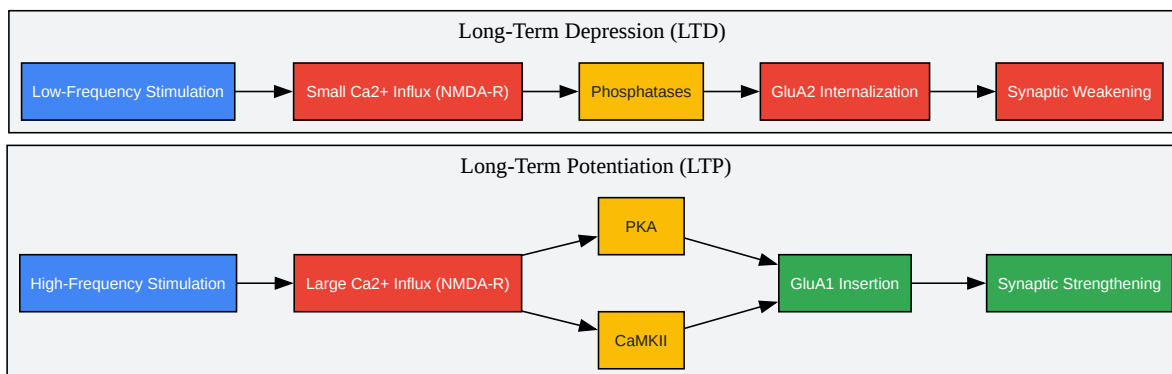 Long-Term Depression (LTD)
Low-Frequency Stimulation
Small Ca2+ Influx (NMDA-R)
Phosphatases
GluA2 Internalization
Synaptic Weakening
Long-Term Potentiation (LTP)
High-Frequency Stimulation
Large Ca2+ Influx (NMDA-R)
PKA
CaMKII
GluA1 Insertion
Synaptic Strengthening